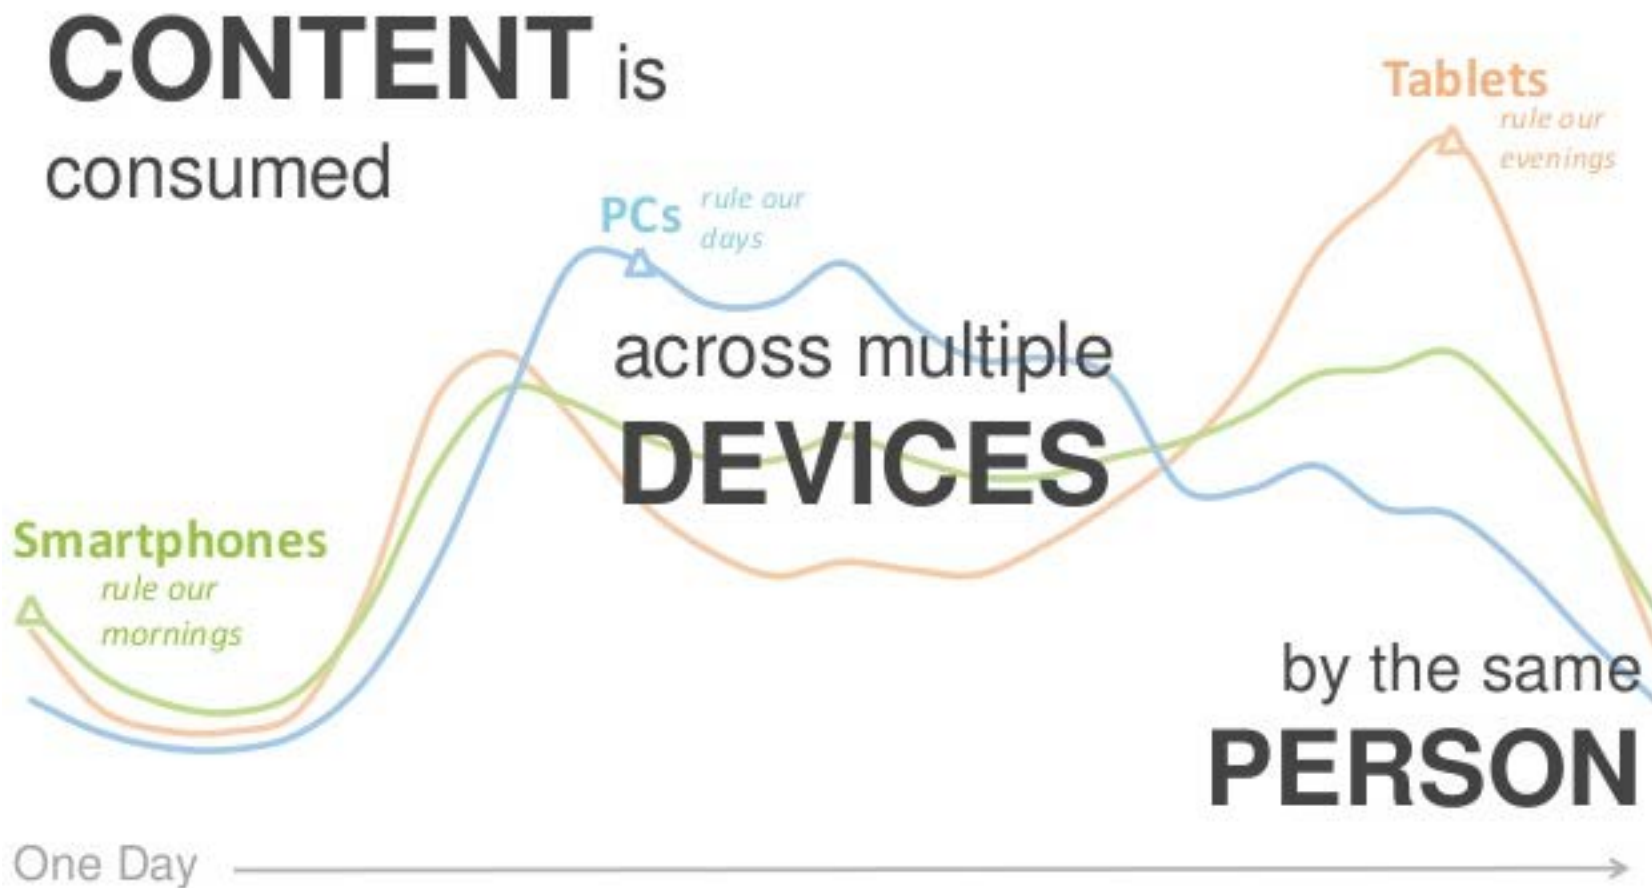 CONTENT is
consumed
Tablets
rule our
evenings
PCs rule our
days
across multiple
DEVICES
Smartphones
rule our
mornings
by the same
PERSON
One Day